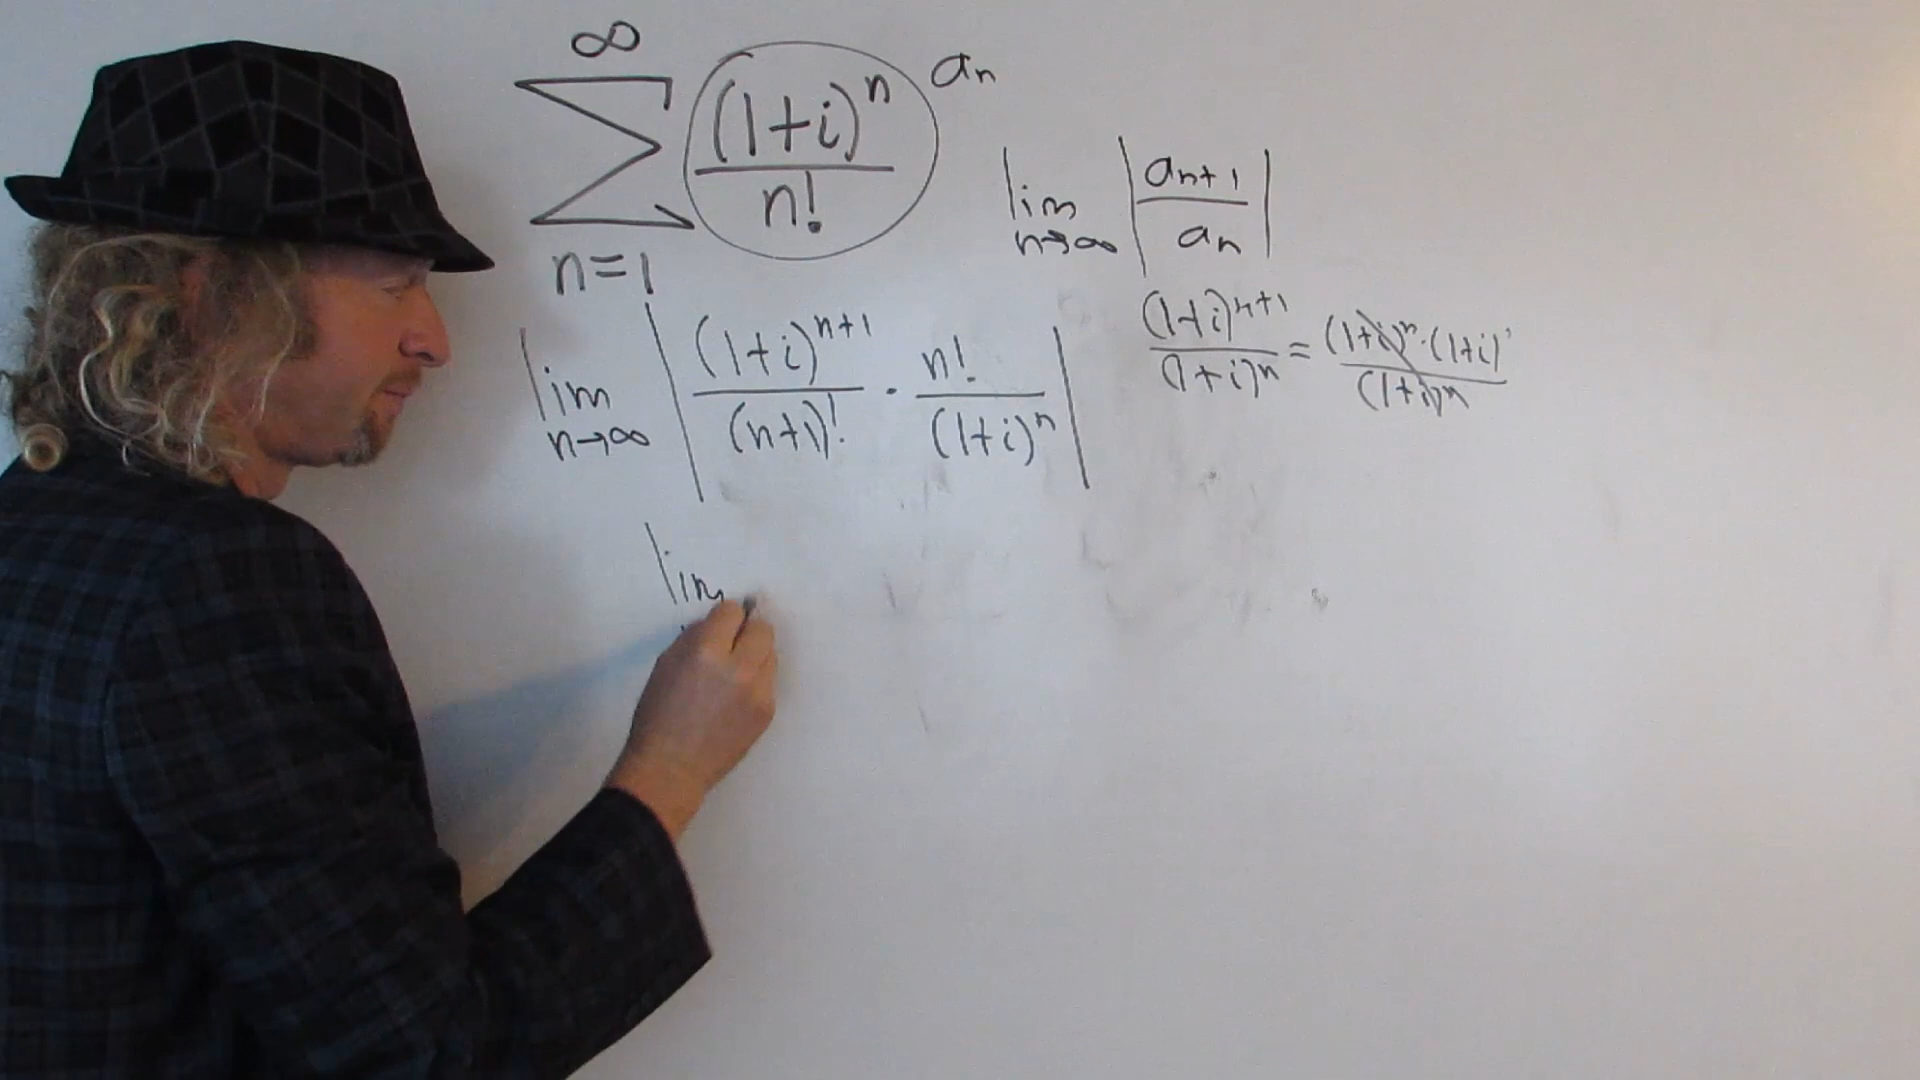 ∞
∑ (1+i)^n / n! a_n
n=1
lim n→∞ | a_{n+1} / a_n |
lim n→∞ | (1+i)^{n+1} / (n+1)! · n! / (1+i)^n |
(1+i)^{n+1} / (1+i)^n = (1+i)^n · (1+i)^1 / (1+i)^n
lim